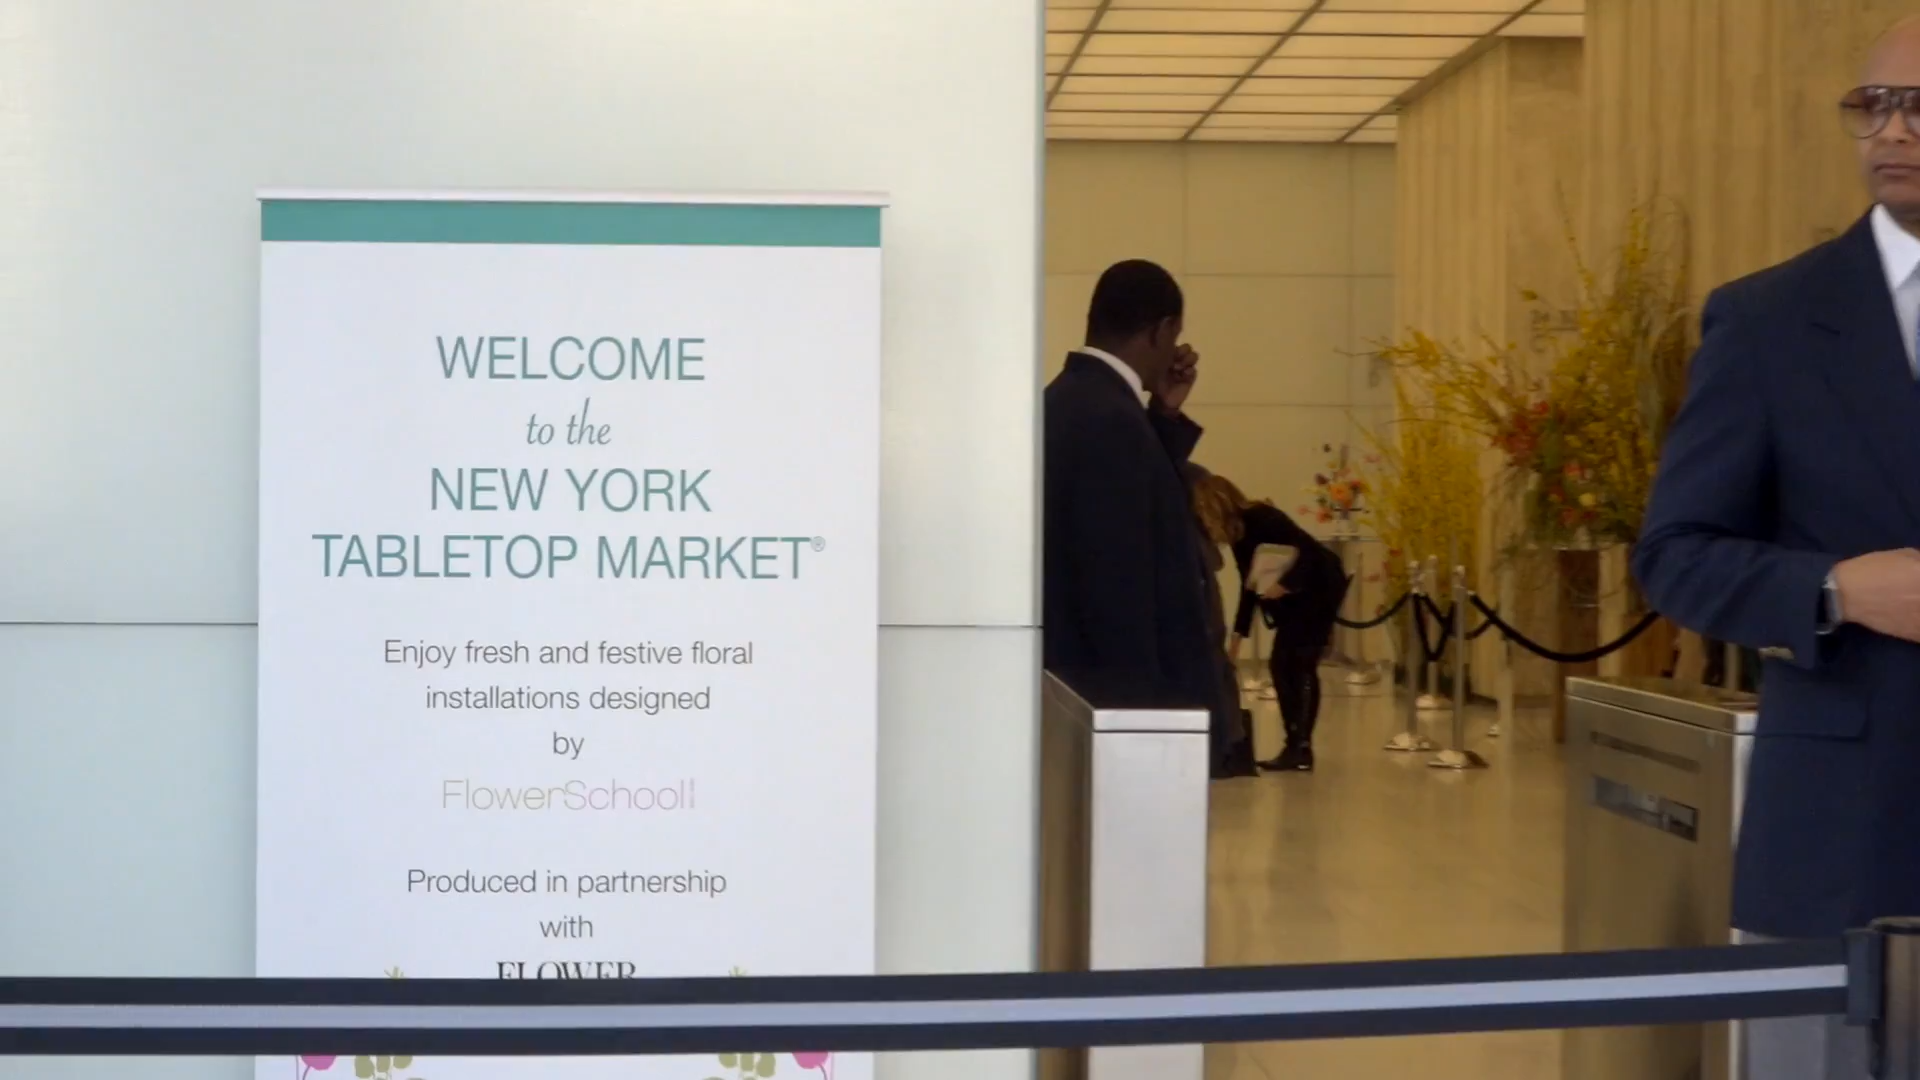 WELCOME
to the
NEW YORK
TABLETOP MARKET®
Enjoy fresh and festive floral
installations designed
by
FlowerSchool
Produced in partnership
with
FLOWER